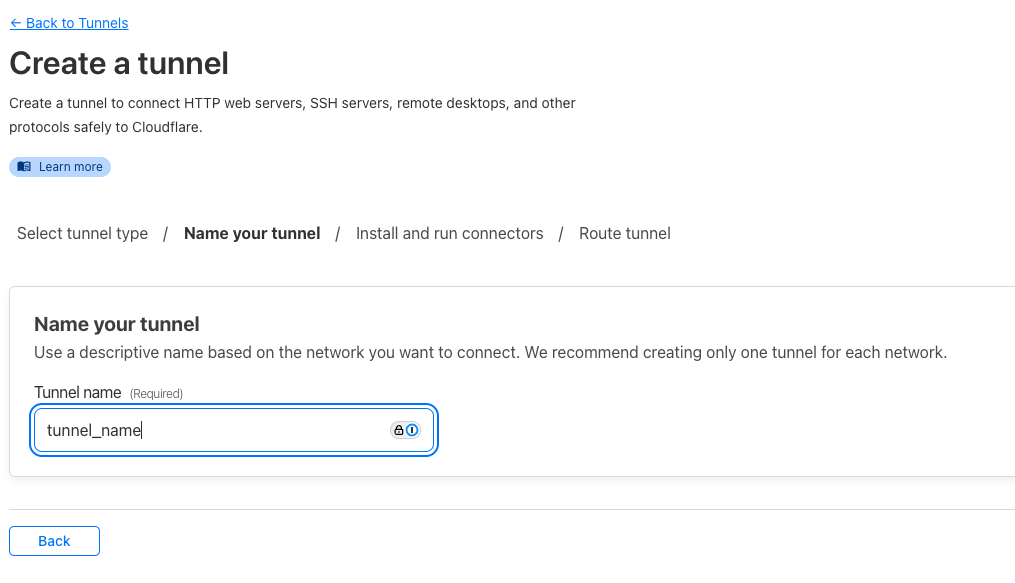 ← Back to Tunnels
Create a tunnel
Create a tunnel to connect HTTP web servers, SSH servers, remote desktops, and other
protocols safely to Cloudflare.
Learn more
Select tunnel type / Name your tunnel / Install and run connectors / Route tunnel
Name your tunnel
Use a descriptive name based on the network you want to connect. We recommend creating only one tunnel for each network.
Tunnel name (Required)
tunnel_name
Back